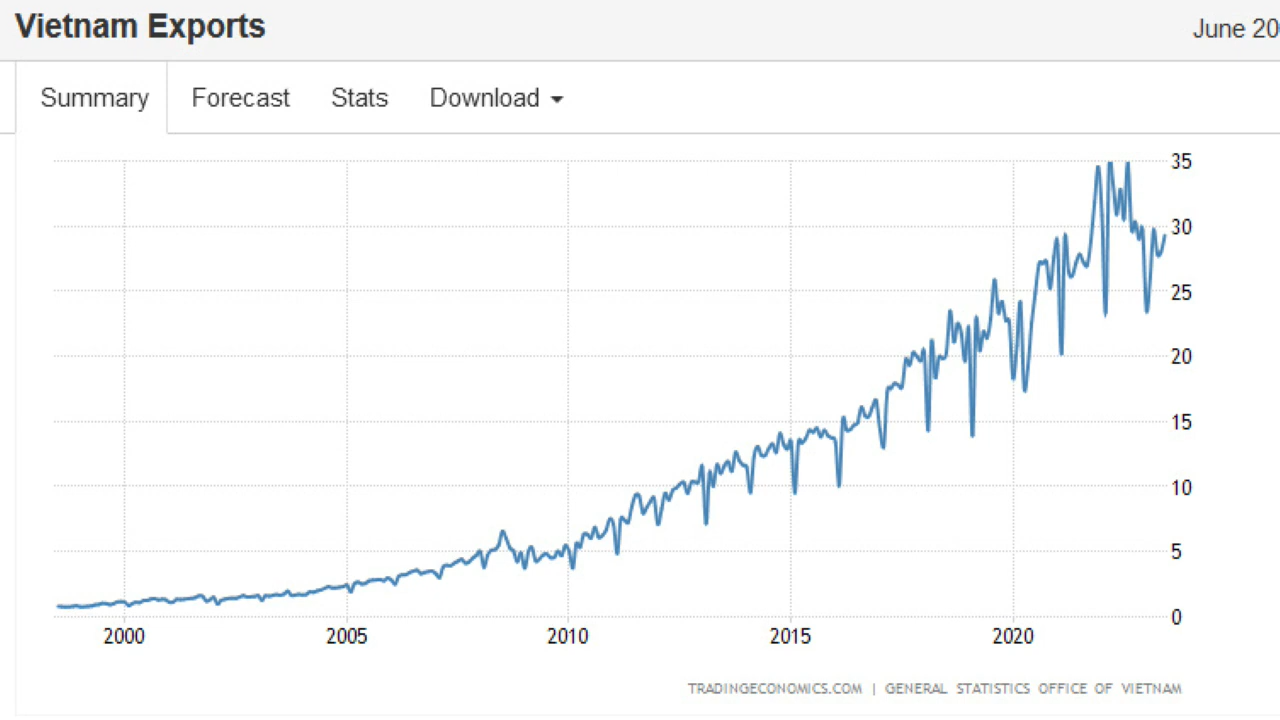 Vietnam Exports
June 20
Summary Forecast Stats Download
35
30
25
20
15
10
5
0
2000 2005 2010 2015 2020
TRADINGECONOMICS.COM | GENERAL STATISTICS OFFICE OF VIETNAM